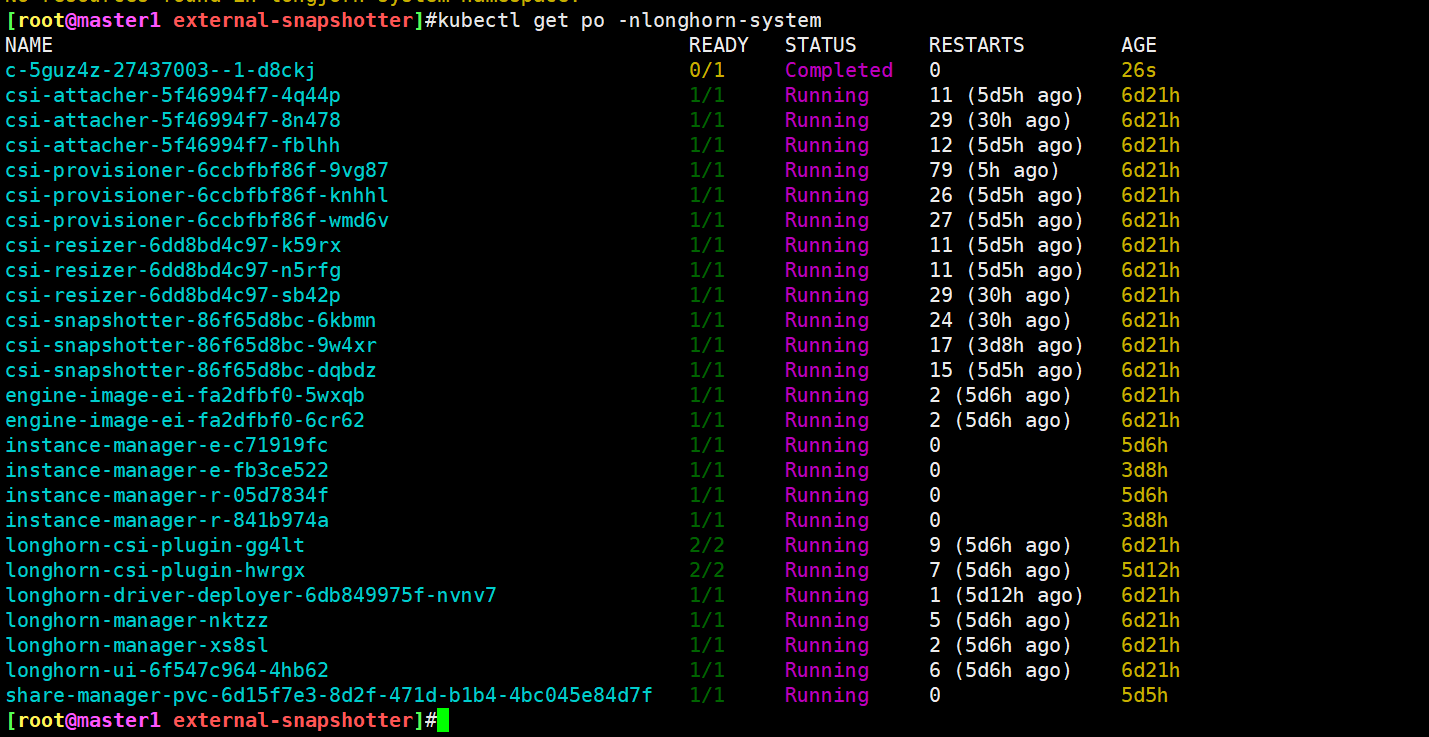 No resources found in longjorn-system namespace.
[root@master1 external-snapshotter]#kubectl get po -nlonghorn-system
NAME READY STATUS RESTARTS AGE
c-5guz4z-27437003--1-d8ckj 0/1 Completed 0 26s
csi-attacher-5f46994f7-4q44p 1/1 Running 11 (5d5h ago) 6d21h
csi-attacher-5f46994f7-8n478 1/1 Running 29 (30h ago) 6d21h
csi-attacher-5f46994f7-fblhh 1/1 Running 12 (5d5h ago) 6d21h
csi-provisioner-6ccbfbf86f-9vg87 1/1 Running 79 (5h ago) 6d21h
csi-provisioner-6ccbfbf86f-knhhl 1/1 Running 26 (5d5h ago) 6d21h
csi-provisioner-6ccbfbf86f-wmd6v 1/1 Running 27 (5d5h ago) 6d21h
csi-resizer-6dd8bd4c97-k59rx 1/1 Running 11 (5d5h ago) 6d21h
csi-resizer-6dd8bd4c97-n5rfg 1/1 Running 11 (5d5h ago) 6d21h
csi-resizer-6dd8bd4c97-sb42p 1/1 Running 29 (30h ago) 6d21h
csi-snapshotter-86f65d8bc-6kbmn 1/1 Running 24 (30h ago) 6d21h
csi-snapshotter-86f65d8bc-9w4xr 1/1 Running 17 (3d8h ago) 6d21h
csi-snapshotter-86f65d8bc-dqbdz 1/1 Running 15 (5d5h ago) 6d21h
engine-image-ei-fa2dfbf0-5wxqb 1/1 Running 2 (5d6h ago) 6d21h
engine-image-ei-fa2dfbf0-6cr62 1/1 Running 2 (5d6h ago) 6d21h
instance-manager-e-c71919fc 1/1 Running 0 5d6h
instance-manager-e-fb3ce522 1/1 Running 0 3d8h
instance-manager-r-05d7834f 1/1 Running 0 5d6h
instance-manager-r-841b974a 1/1 Running 0 3d8h
longhorn-csi-plugin-gg4lt 2/2 Running 9 (5d6h ago) 6d21h
longhorn-csi-plugin-hwrgx 2/2 Running 7 (5d6h ago) 5d12h
longhorn-driver-deployer-6db849975f-nvnv7 1/1 Running 1 (5d12h ago) 6d21h
longhorn-manager-nktzz 1/1 Running 5 (5d6h ago) 6d21h
longhorn-manager-xs8sl 1/1 Running 2 (5d6h ago) 6d21h
longhorn-ui-6f547c964-4hb62 1/1 Running 6 (5d6h ago) 6d21h
share-manager-pvc-6d15f7e3-8d2f-471d-b1b4-4bc045e84d7f 1/1 Running 0 5d5h
[root@master1 external-snapshotter]#